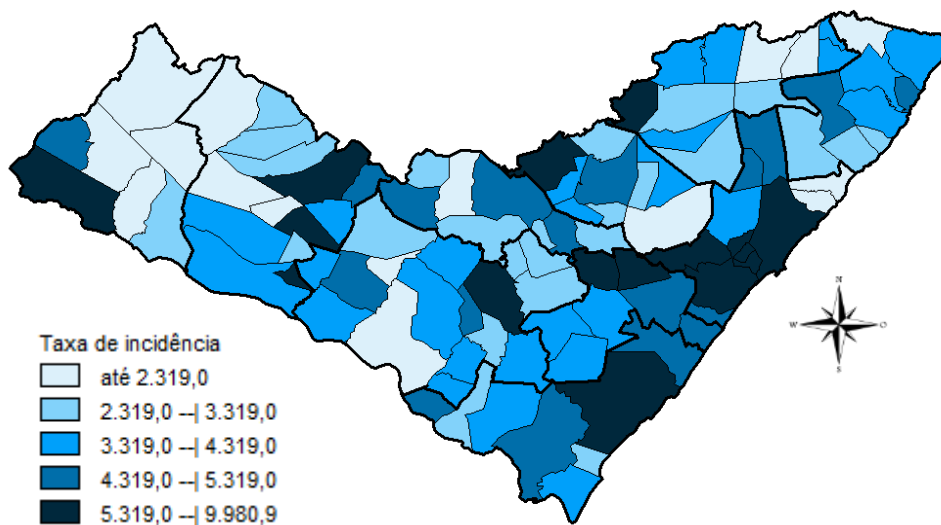 N
W
O
S
Taxa de incidência
até 2.319,0
2.319,0 --| 3.319,0
3.319,0 --| 4.319,0
4.319,0 --| 5.319,0
5.319,0 --| 9.980,9